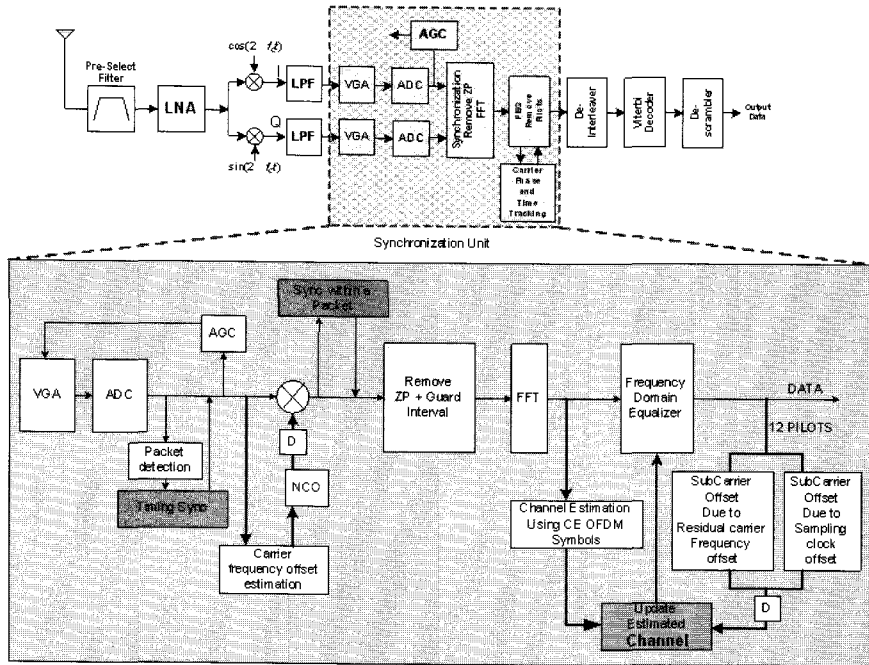 cos(2 fct)
AGC
Pre-Select
Filter
LNA
I
LPF
VGA
ADC
Synchronization
Remove ZP
FFT
Remove
Pilots
De-
Interleaver
Viterbi
Decoder
De-
scrambler
Output
Data
Q
LPF
VGA
ADC
sin(2 fct)
Carrier
Phase
and
Time
Tracking
Synchronization Unit
Sync within a
Packet
AGC
VGA
ADC
Remove
ZP + Guard
Interval
FFT
Frequency
Domain
Equalizer
DATA
12 PILOTS
D
Packet
detection
NCO
Timing Sync
Carrier
frequency offset
estimation
Channel Estimation
Using CE OFDM
Symbols
SubCarrier
Offset
Due to
Residual carrier
Frequency
offset
SubCarrier
Offset
Due to
Sampling
clock
offset
D
Update
Estimated
Channel